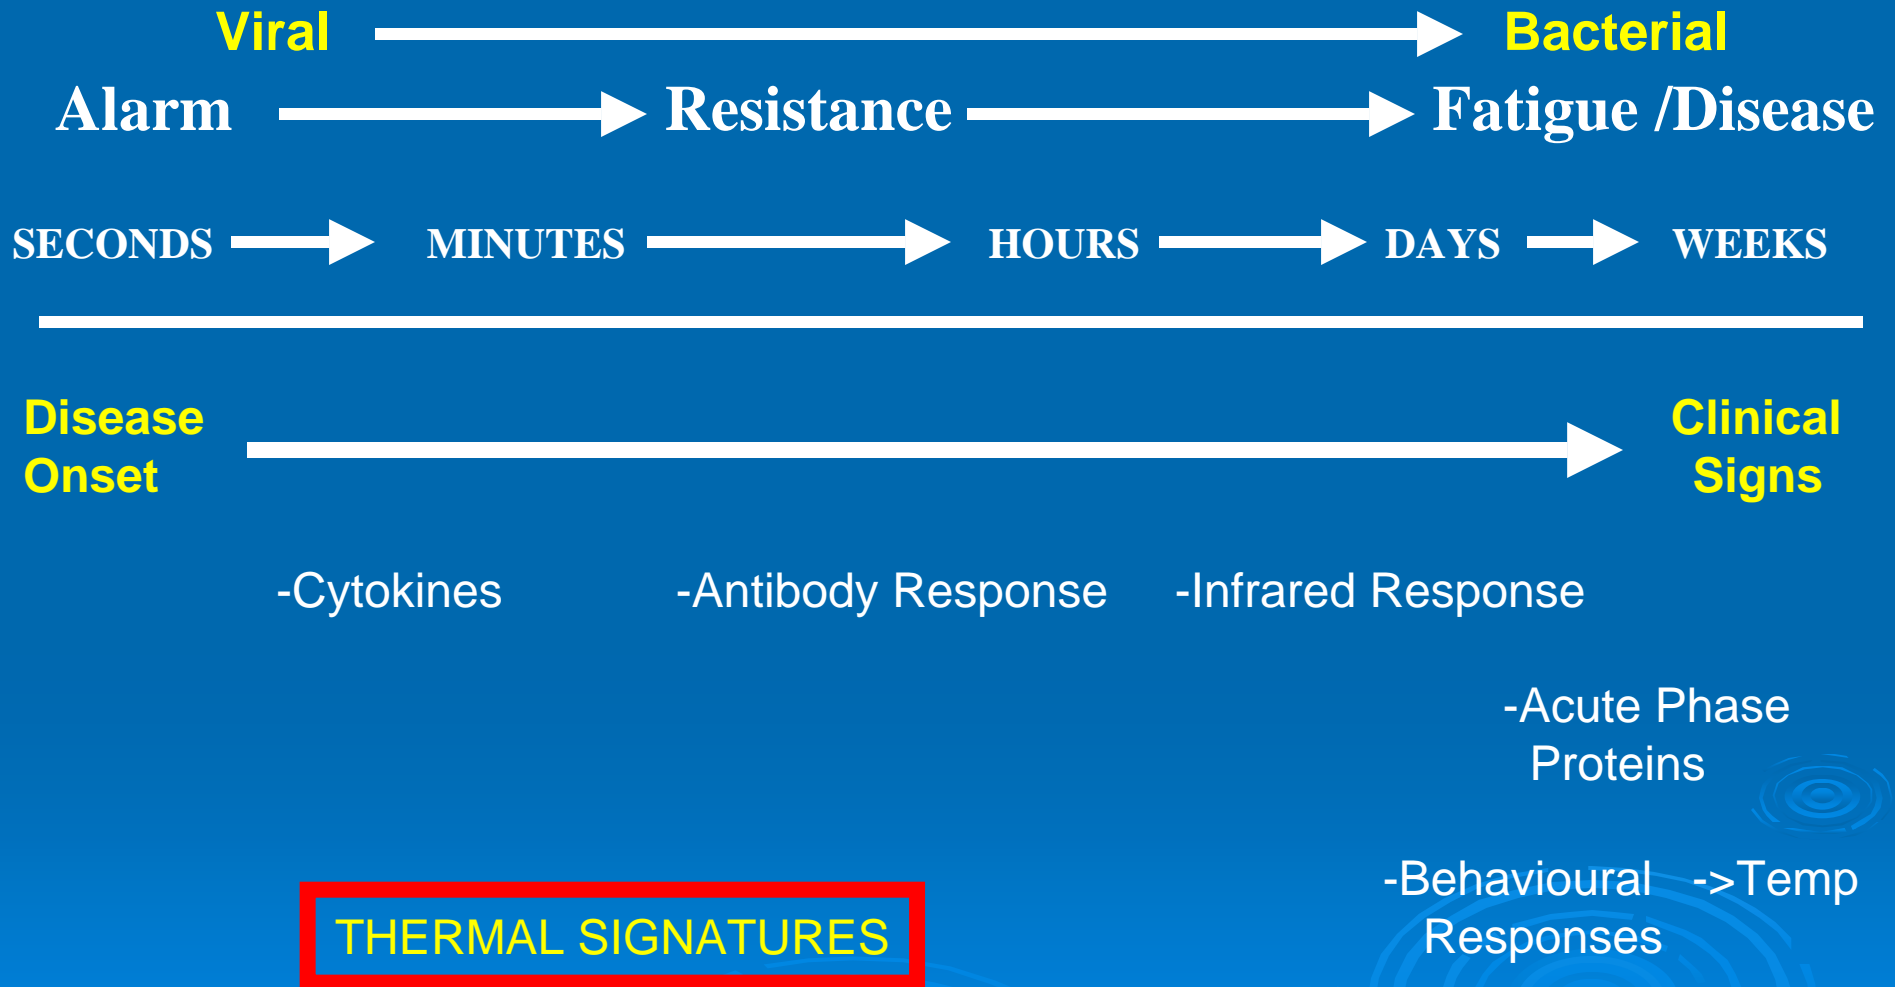 Viral Bacterial
Alarm Resistance Fatigue /Disease
SECONDS MINUTES HOURS DAYS WEEKS
Disease
Onset
Clinical
Signs
-Cytokines -Antibody Response -Infrared Response
-Acute Phase
Proteins
-Behavioural ->Temp
Responses
THERMAL SIGNATURES